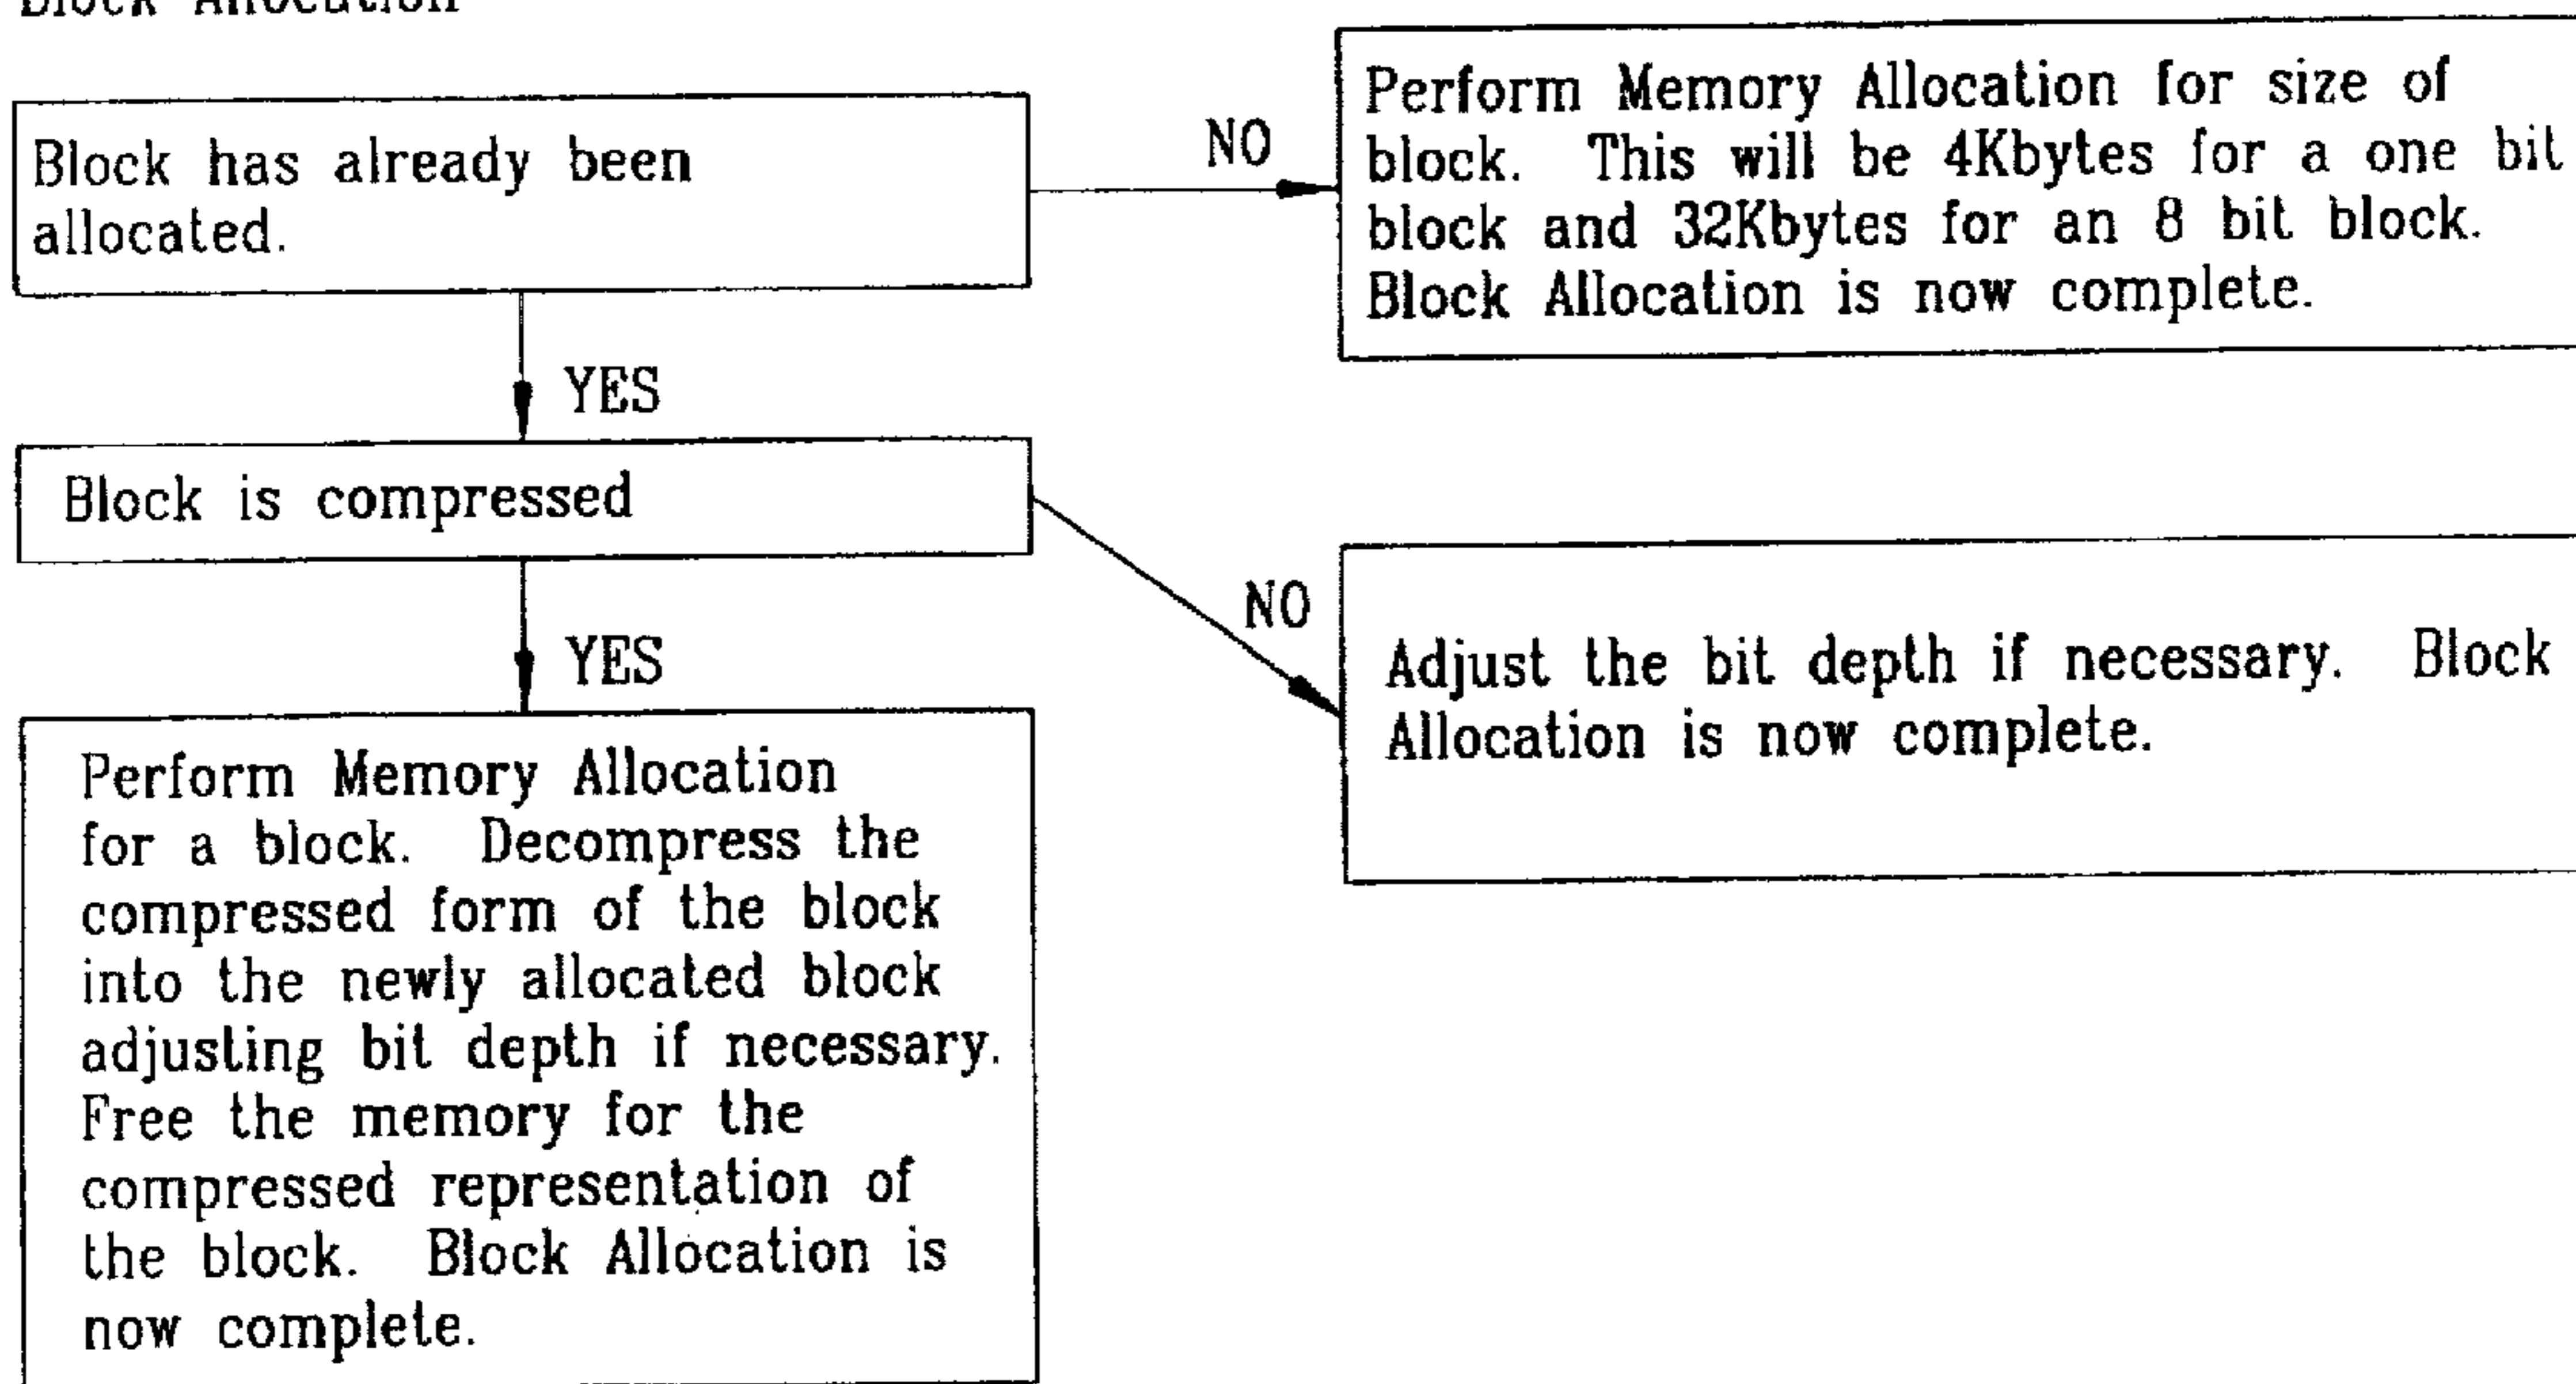 Block Allocation
Block has already been
allocated.
NO
Perform Memory Allocation for size of
block. This will be 4Kbytes for a one bit
block and 32Kbytes for an 8 bit block.
Block Allocation is now complete.
YES
Block is compressed
NO
Adjust the bit depth if necessary. Block
Allocation is now complete.
YES
Perform Memory Allocation
for a block. Decompress the
compressed form of the block
into the newly allocated block
adjusting bit depth if necessary.
Free the memory for the
compressed representation of
the block. Block Allocation is
now complete.